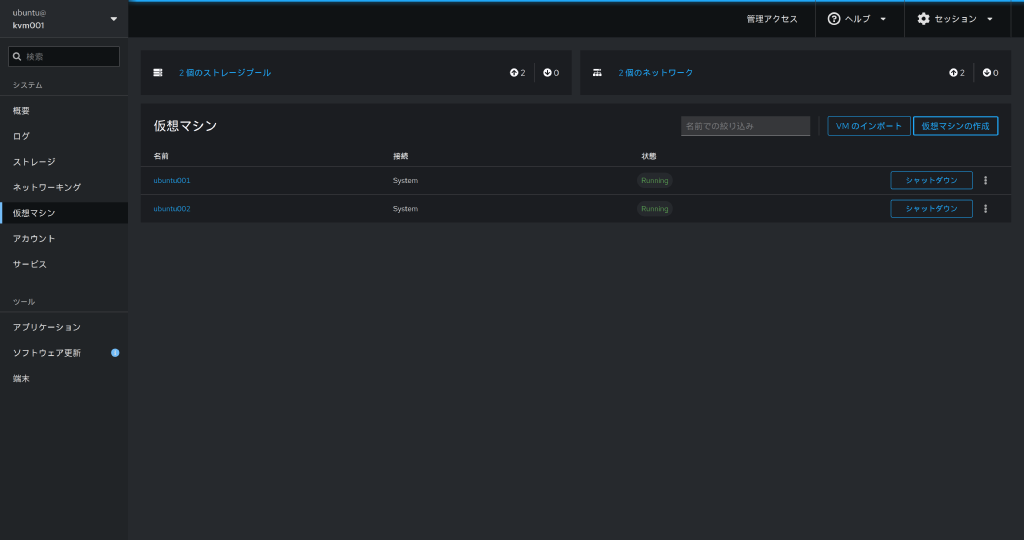 ubuntu@
kvm001
管理アクセス
ヘルプ
セッション
検索
システム
概要
ログ
ストレージ
ネットワーキング
仮想マシン
アカウント
サービス
ツール
アプリケーション
ソフトウェア更新
端末
2 個のストレージプール
2
0
2 個のネットワーク
2
0
仮想マシン
名前での絞り込み
VM のインポート
仮想マシンの作成
名前 接続 状態
ubuntu001 System Running シャットダウン
ubuntu002 System Running シャットダウン